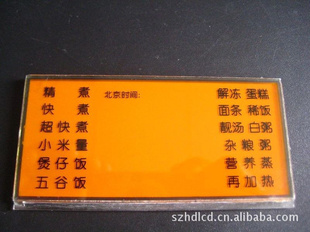 精煮 北京时间: 解冻 蛋糕
快煮 面条 稀饭
超快煮 靓汤 白粥
小米量 杂粮粥
煲仔饭 营养蒸
五谷饭 再加热
szhdlcd.cn.alibaba.com